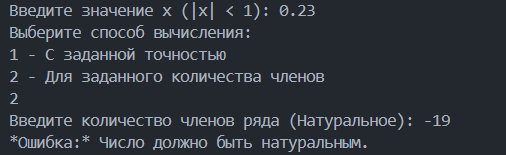 Введите значение x (|x| < 1): 0.23
Выберите способ вычисления:
1 - С заданной точностью
2 - Для заданного количества членов
2
Введите количество членов ряда (Натуральное): -19
*Ошибка:* Число должно быть натуральным.